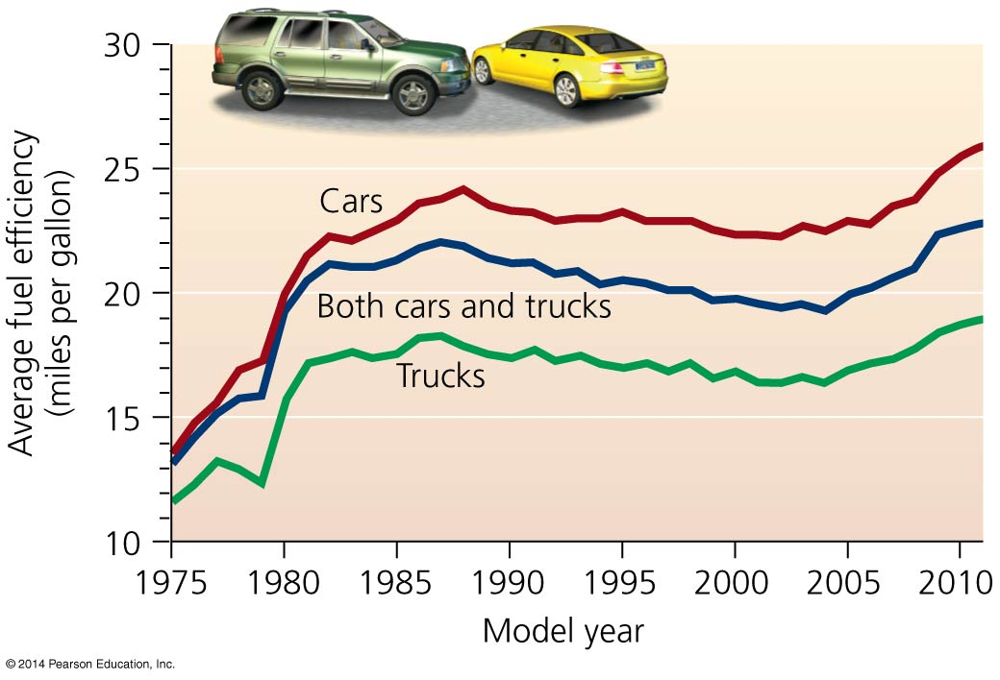 30
25
20
15
10
Average fuel efficiency
(miles per gallon)
Cars
Both cars and trucks
Trucks
1975 1980 1985 1990 1995 2000 2005 2010
Model year
© 2014 Pearson Education, Inc.